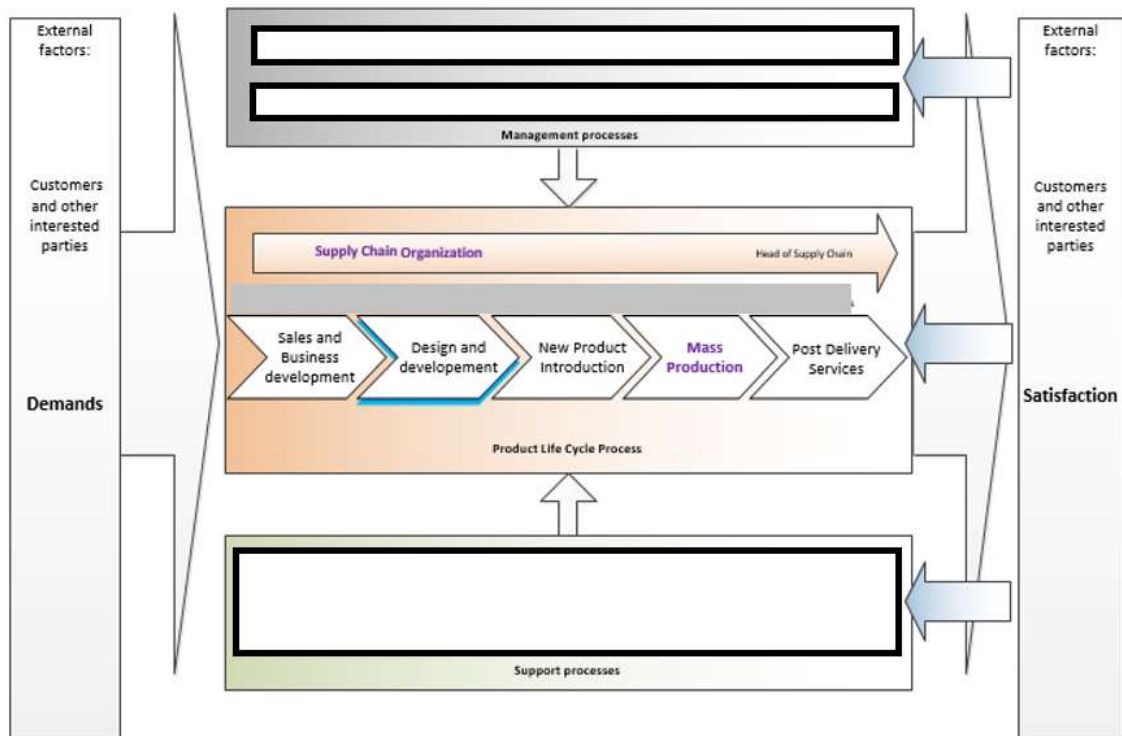 External
factors:
Customers
and other
interested
parties
Demands
Management processes
Supply Chain Organization
Head of Supply Chain
Sales and
Business
development
Design and
developement
New Product
Introduction
Mass
Production
Post Delivery
Services
Product Life Cycle Process
Support processes
External
factors:
Customers
and other
interested
parties
Satisfaction